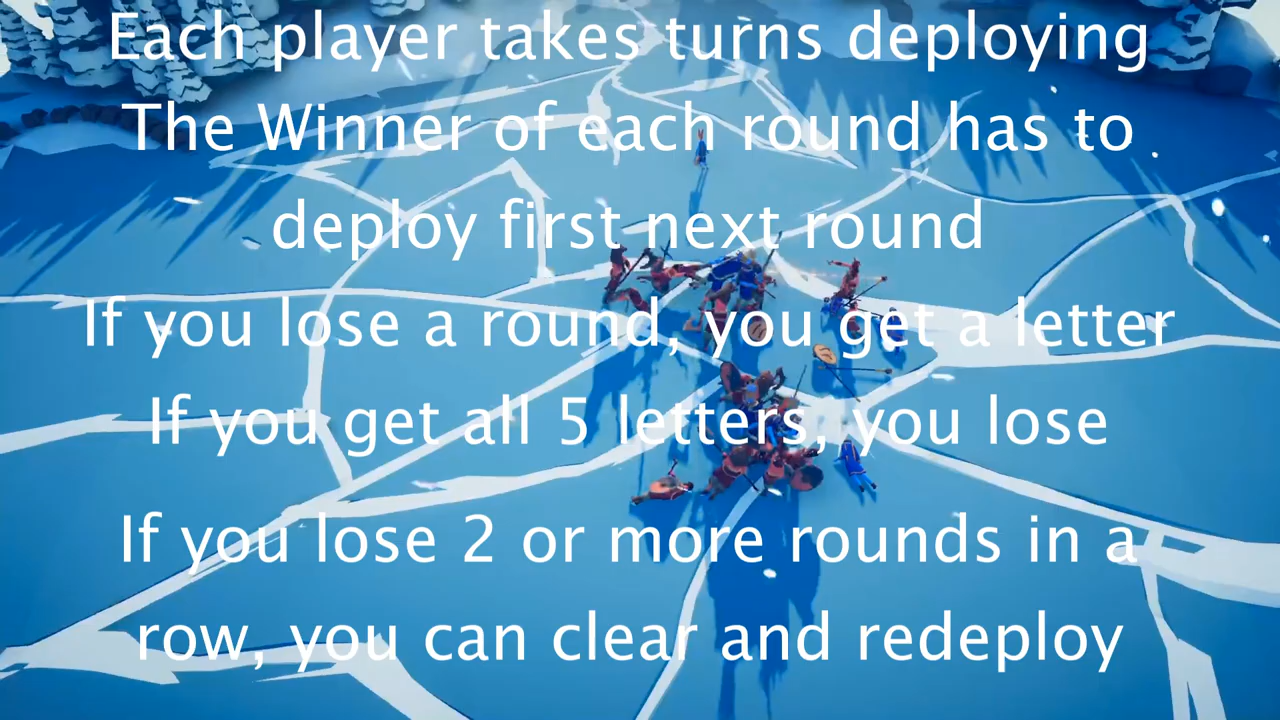 Each player takes turns deploying
The Winner of each round has to
deploy first next round
If you lose a round, you get a letter
If you get all 5 letters, you lose
If you lose 2 or more rounds in a
row, you can clear and redeploy